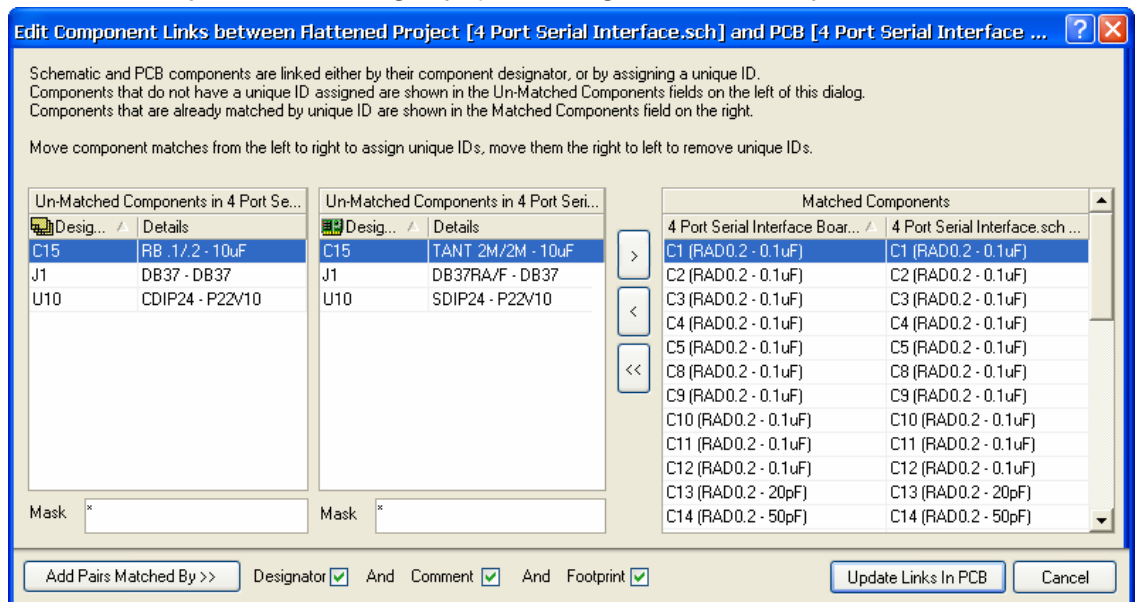 Edit Component Links between Flattened Project [4 Port Serial Interface.sch] and PCB [4 Port Serial Interface ...
Schematic and PCB components are linked either by their component designator, or by assigning a unique ID.
Components that do not have a unique ID assigned are shown in the Un-Matched Components fields on the left of this dialog.
Components that are already matched by unique ID are shown in the Matched Components field on the right.
Move component matches from the left to right to assign unique IDs, move them the right to left to remove unique IDs.
Un-Matched Components in 4 Port Se...
Desig... Details
C15 RB .1/.2 - 10uF
J1 DB37 - DB37
U10 CDIP24 - P22V10
Mask *
Un-Matched Components in 4 Port Seri...
Desig... Details
C15 TANT 2M/2M - 10uF
J1 DB37RA/F - DB37
U10 SDIP24 - P22V10
Mask *
>
<
<<
Matched Components
4 Port Serial Interface Boar... 4 Port Serial Interface.sch ...
C1 (RAD0.2 - 0.1uF) C1 (RAD0.2 - 0.1uF)
C2 (RAD0.2 - 0.1uF) C2 (RAD0.2 - 0.1uF)
C3 (RAD0.2 - 0.1uF) C3 (RAD0.2 - 0.1uF)
C4 (RAD0.2 - 0.1uF) C4 (RAD0.2 - 0.1uF)
C5 (RAD0.2 - 0.1uF) C5 (RAD0.2 - 0.1uF)
C8 (RAD0.2 - 0.1uF) C8 (RAD0.2 - 0.1uF)
C9 (RAD0.2 - 0.1uF) C9 (RAD0.2 - 0.1uF)
C10 (RAD0.2 - 0.1uF) C10 (RAD0.2 - 0.1uF)
C11 (RAD0.2 - 0.1uF) C11 (RAD0.2 - 0.1uF)
C12 (RAD0.2 - 0.1uF) C12 (RAD0.2 - 0.1uF)
C13 (RAD0.2 - 20pF) C13 (RAD0.2 - 20pF)
C14 (RAD0.2 - 50pF) C14 (RAD0.2 - 50pF)
Add Pairs Matched By >> Designator And Comment And Footprint Update Links In PCB Cancel